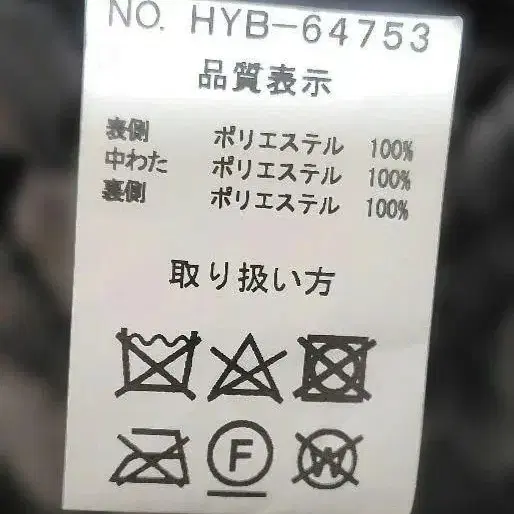 NO. HYB-64753
品質表示
表側 ポリエステル 100%
中わた ポリエステル 100%
裏側 ポリエステル 100%
取り扱い方
F W